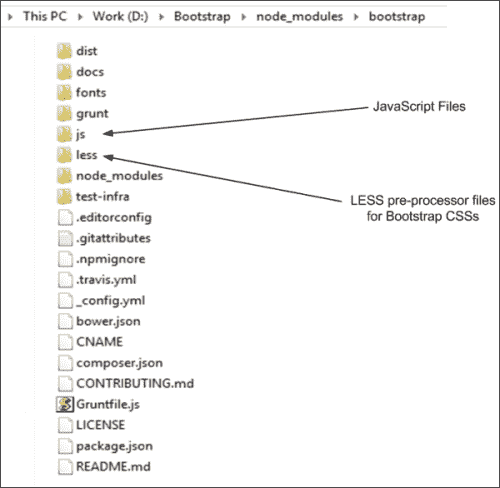 This PC
Work (D:)
Bootstrap
node_modules
bootstrap
dist
docs
fonts
grunt
js
less
node_modules
test-infra
.editorconfig
.gitattributes
.npmignore
.travis.yml
_config.yml
bower.json
CNAME
composer.json
CONTRIBUTING.md
Gruntfile.js
LICENSE
package.json
README.md
JavaScript Files
LESS pre-processor files
for Bootstrap CSSs